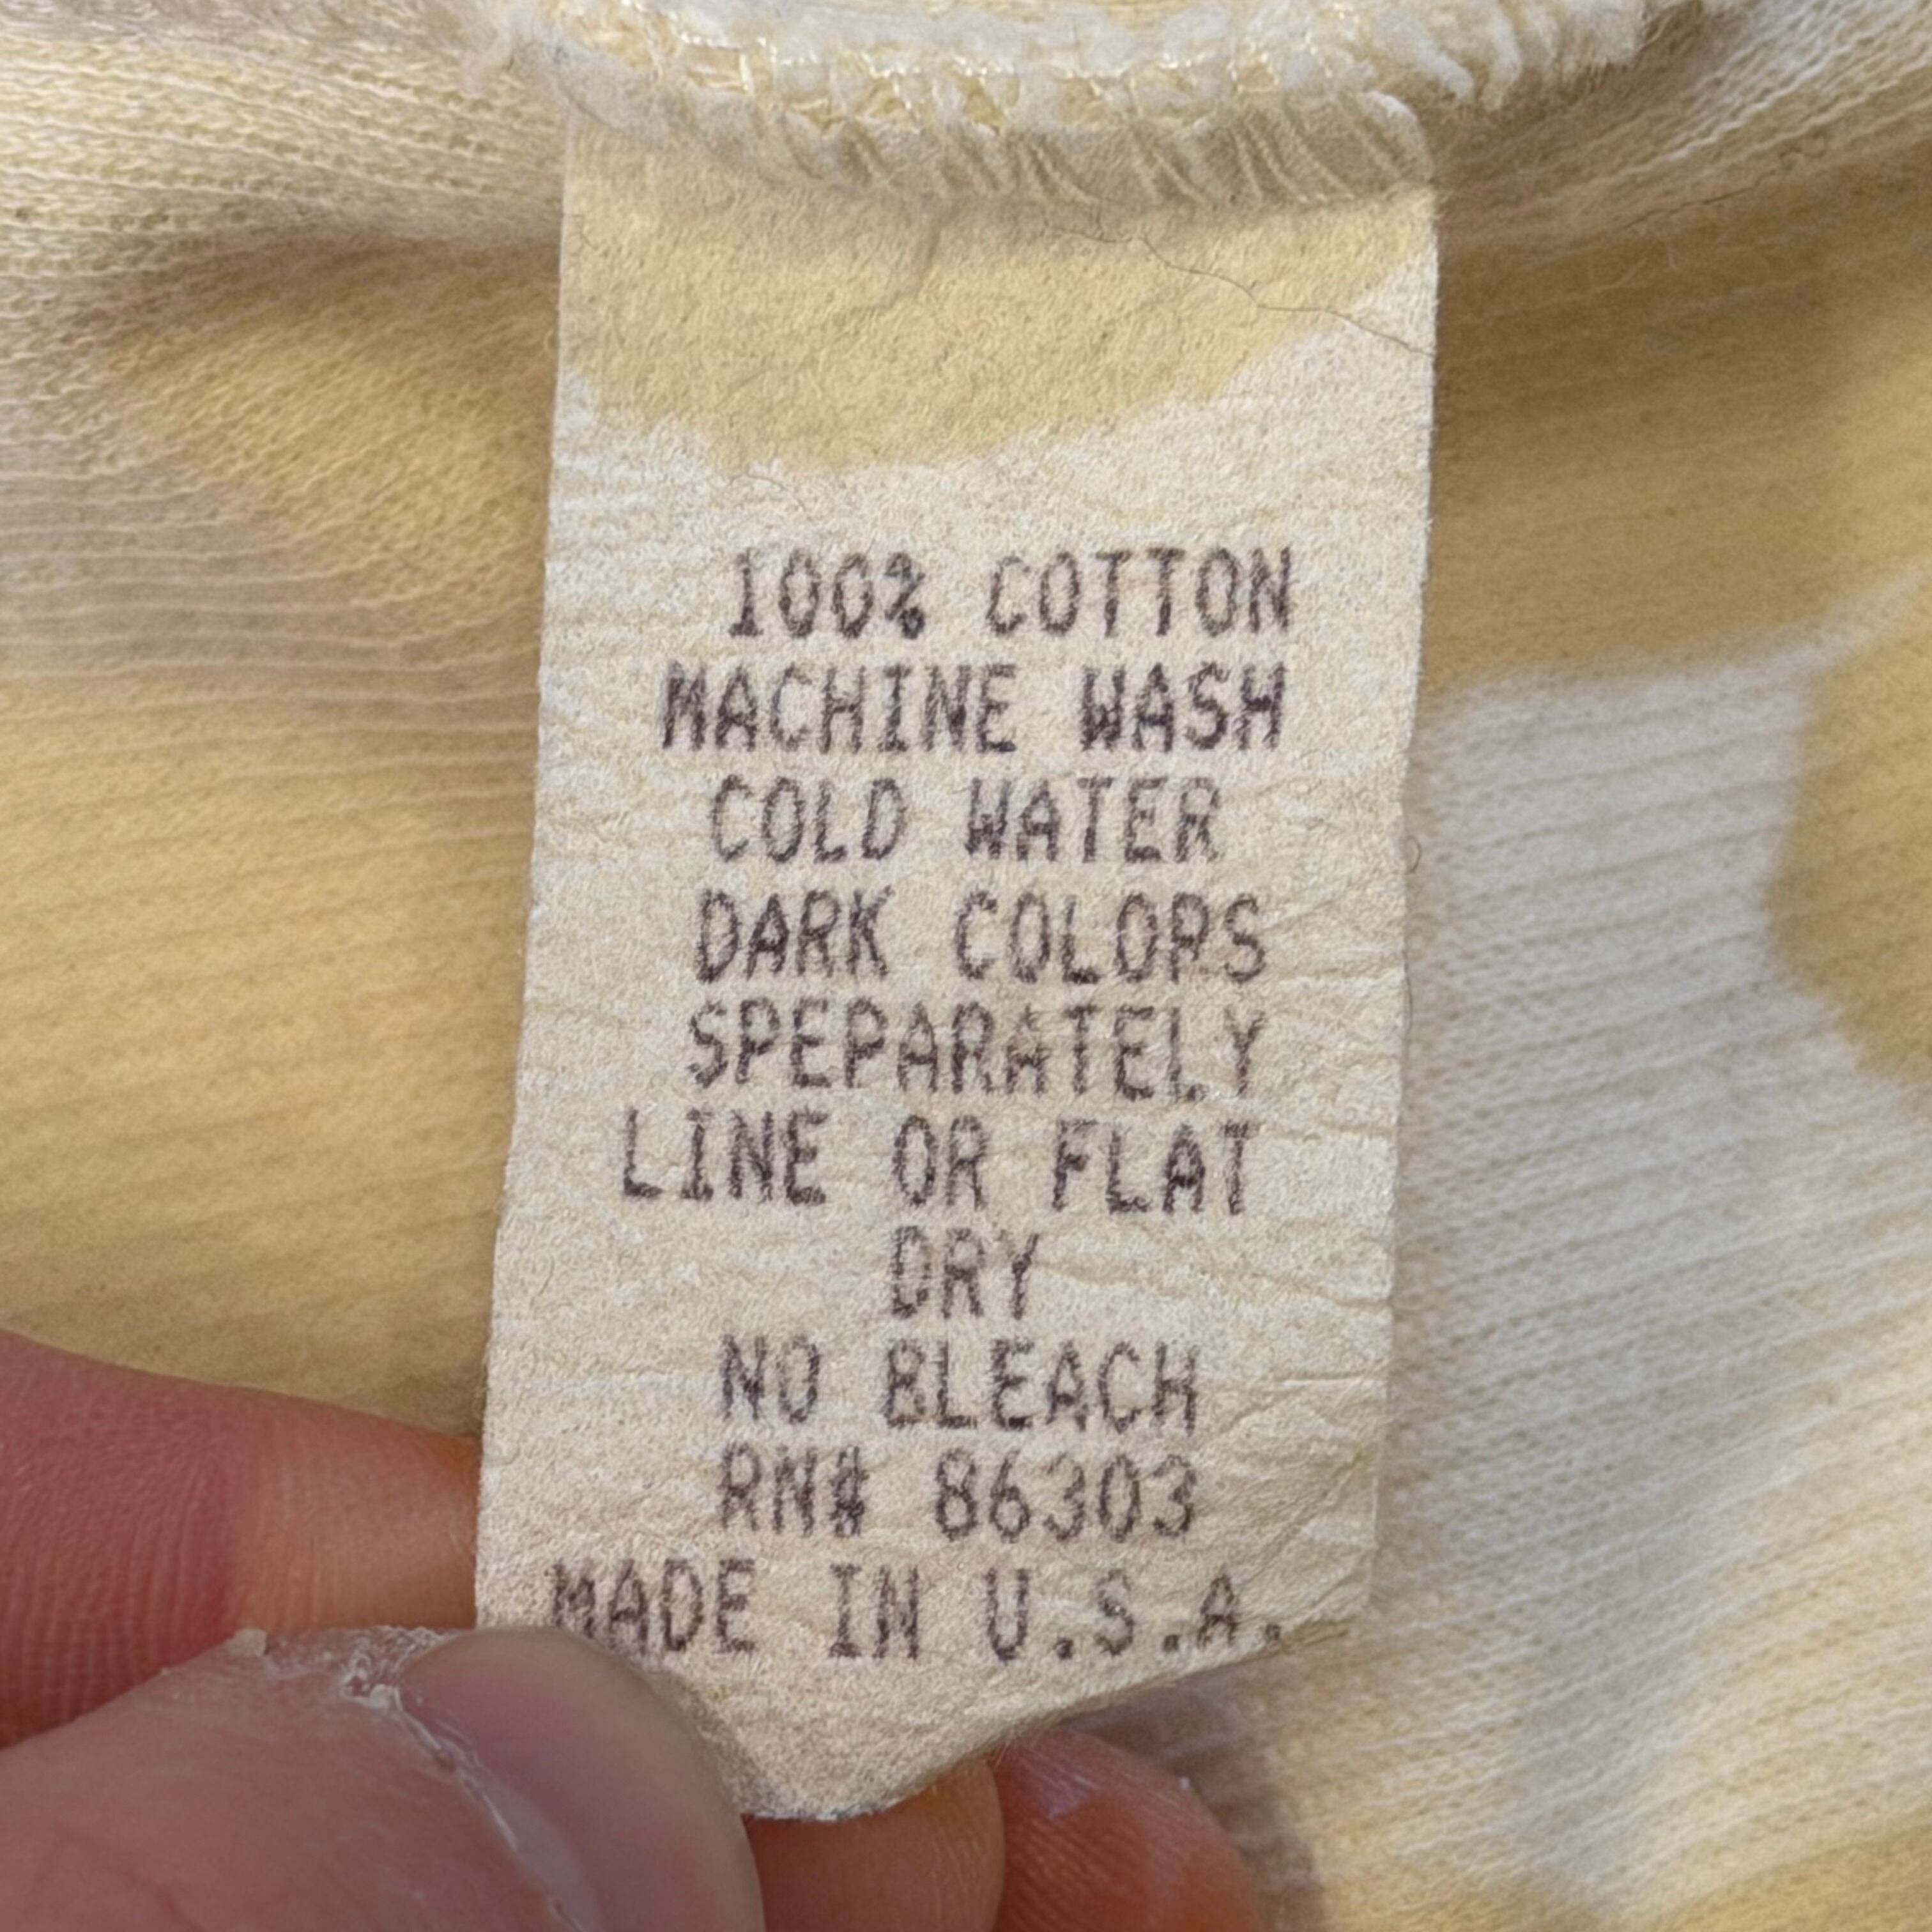 100% COTTON
MACHINE WASH
COLD WATER
DARK COLORS
SPEPARATELY
LINE OR FLAT
DRY
NO BLEACH
RN# 86303
MADE IN U.S.A.